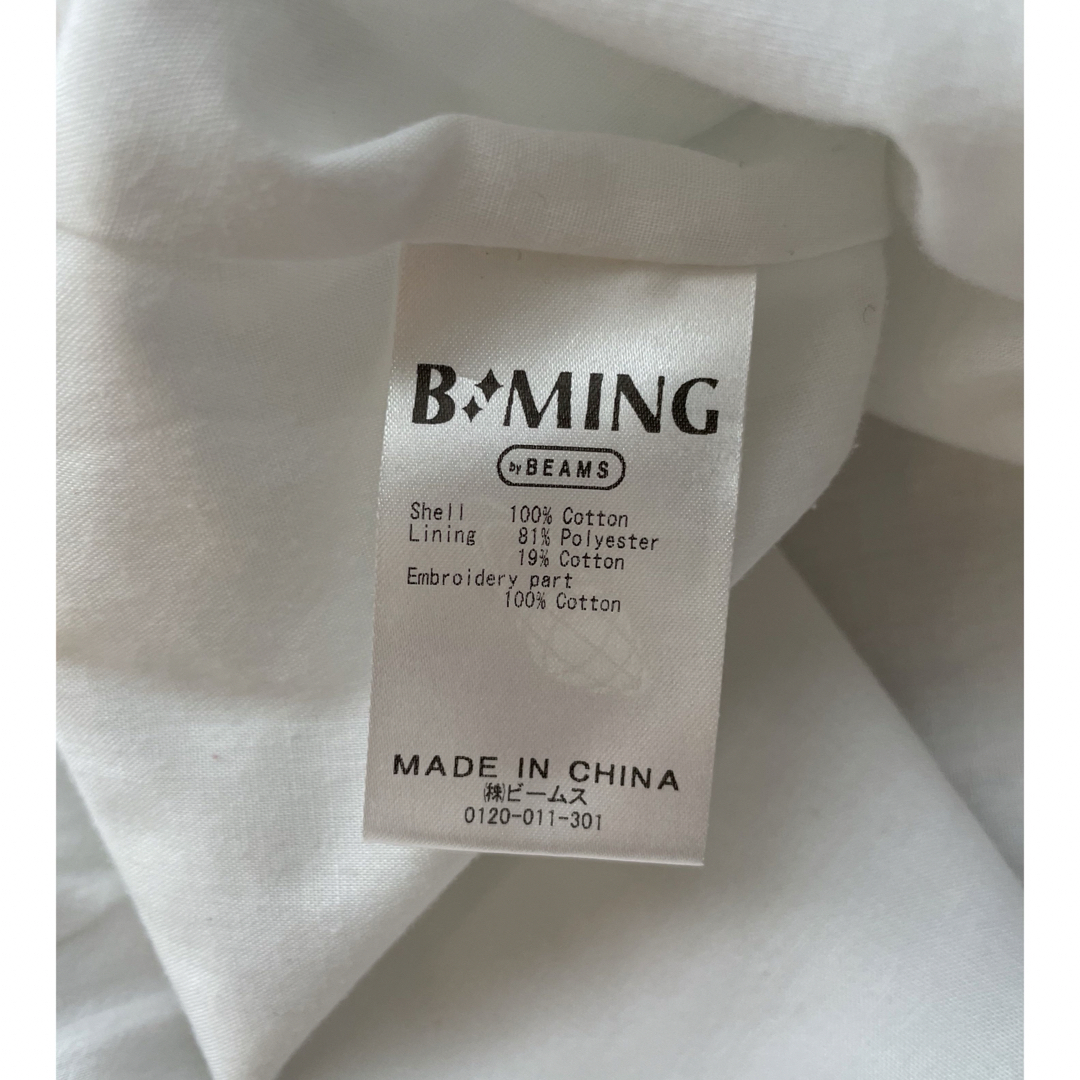 B:MING
by BEAMS
Shell 100% Cotton
Lining 81% Polyester
19% Cotton
Embroidery part
100% Cotton
MADE IN CHINA
㈱ビームス
0120-011-301